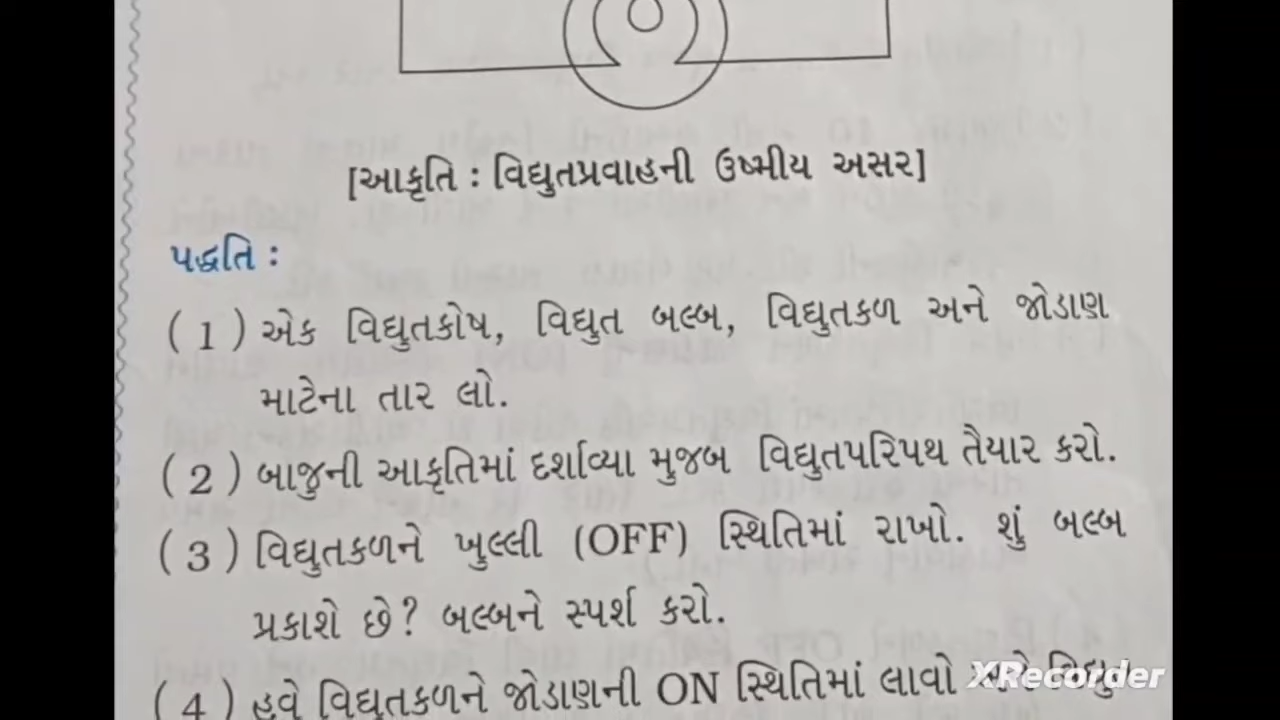 [આકૃતિ : વિદ્યુતપ્રવાહની ઉષ્મીય અસર]
પદ્ધતિ :
( 1 ) એક વિદ્યુતકોષ, વિદ્યુત બલ્બ, વિદ્યુતકળ અને જોડાણ
માટેના તાર લો.
( 2 ) બાજુની આકૃતિમાં દર્શાવ્યા મુજબ વિદ્યુતપરિપથ તૈયાર કરો.
( 3 ) વિદ્યુતકળને ખુલ્લી (OFF) સ્થિતિમાં રાખો. શું બલ્બ
પ્રકાશે છે? બલ્બને સ્પર્શ કરો.
( 4 ) હવે વિદ્યુતકળને જોડાણની ON સ્થિતિમાં લાવો
XRecorder